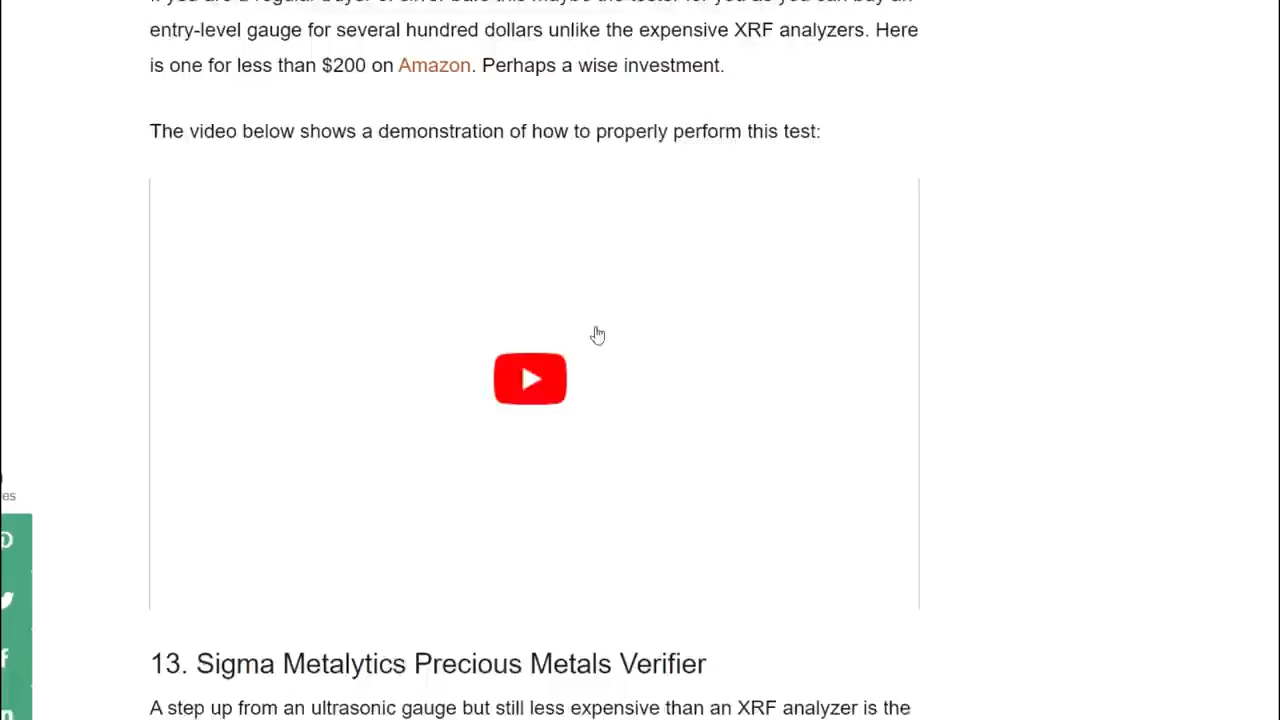 entry-level gauge for several hundred dollars unlike the expensive XRF analyzers. Here
is one for less than $200 on Amazon. Perhaps a wise investment.
The video below shows a demonstration of how to properly perform this test:
es
13. Sigma Metalytics Precious Metals Verifier
A step up from an ultrasonic gauge but still less expensive than an XRF analyzer is the